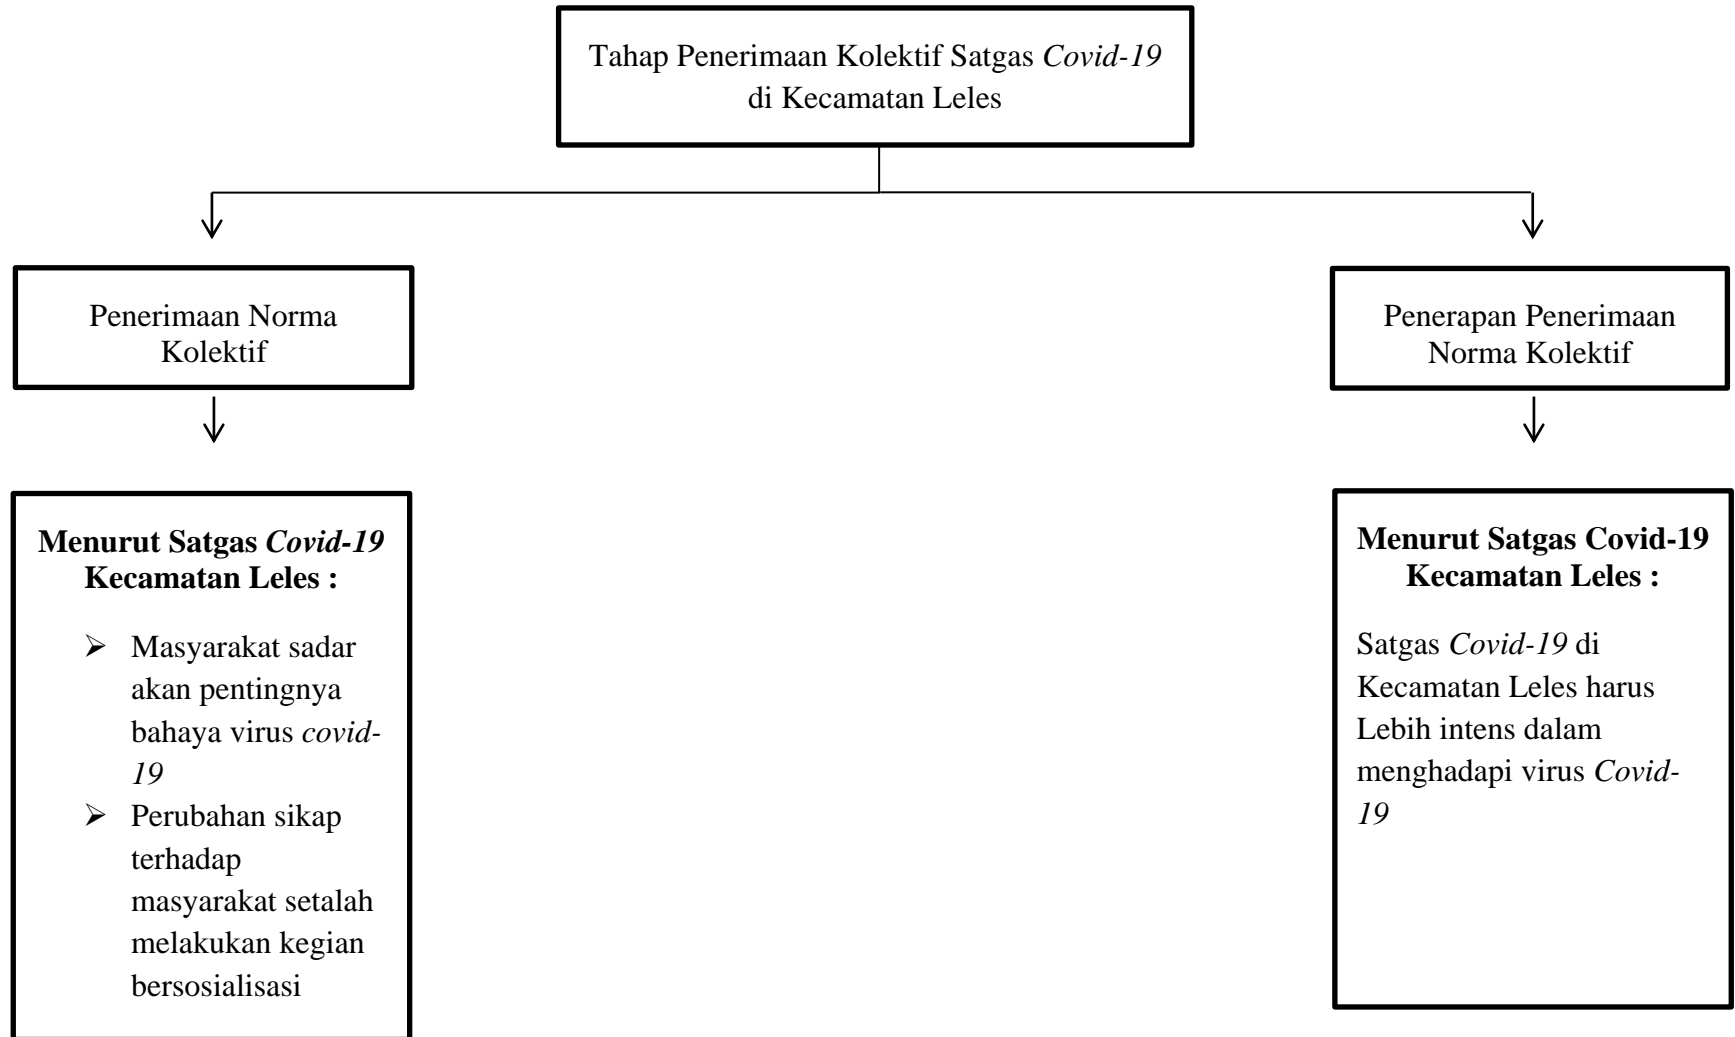 Tahap Penerimaan Kolektif Satgas Covid-19
di Kecamatan Leles
Penerimaan Norma
Kolektif
Penerapan Penerimaan
Norma Kolektif
Menurut Satgas Covid-19
Kecamatan Leles :
➢ Masyarakat sadar
akan pentingnya
bahaya virus covid-
19
➢ Perubahan sikap
terhadap
masyarakat setalah
melakukan kegian
bersosialisasi
Menurut Satgas Covid-19
Kecamatan Leles :
Satgas Covid-19 di
Kecamatan Leles harus
Lebih intens dalam
menghadapi virus Covid-
19